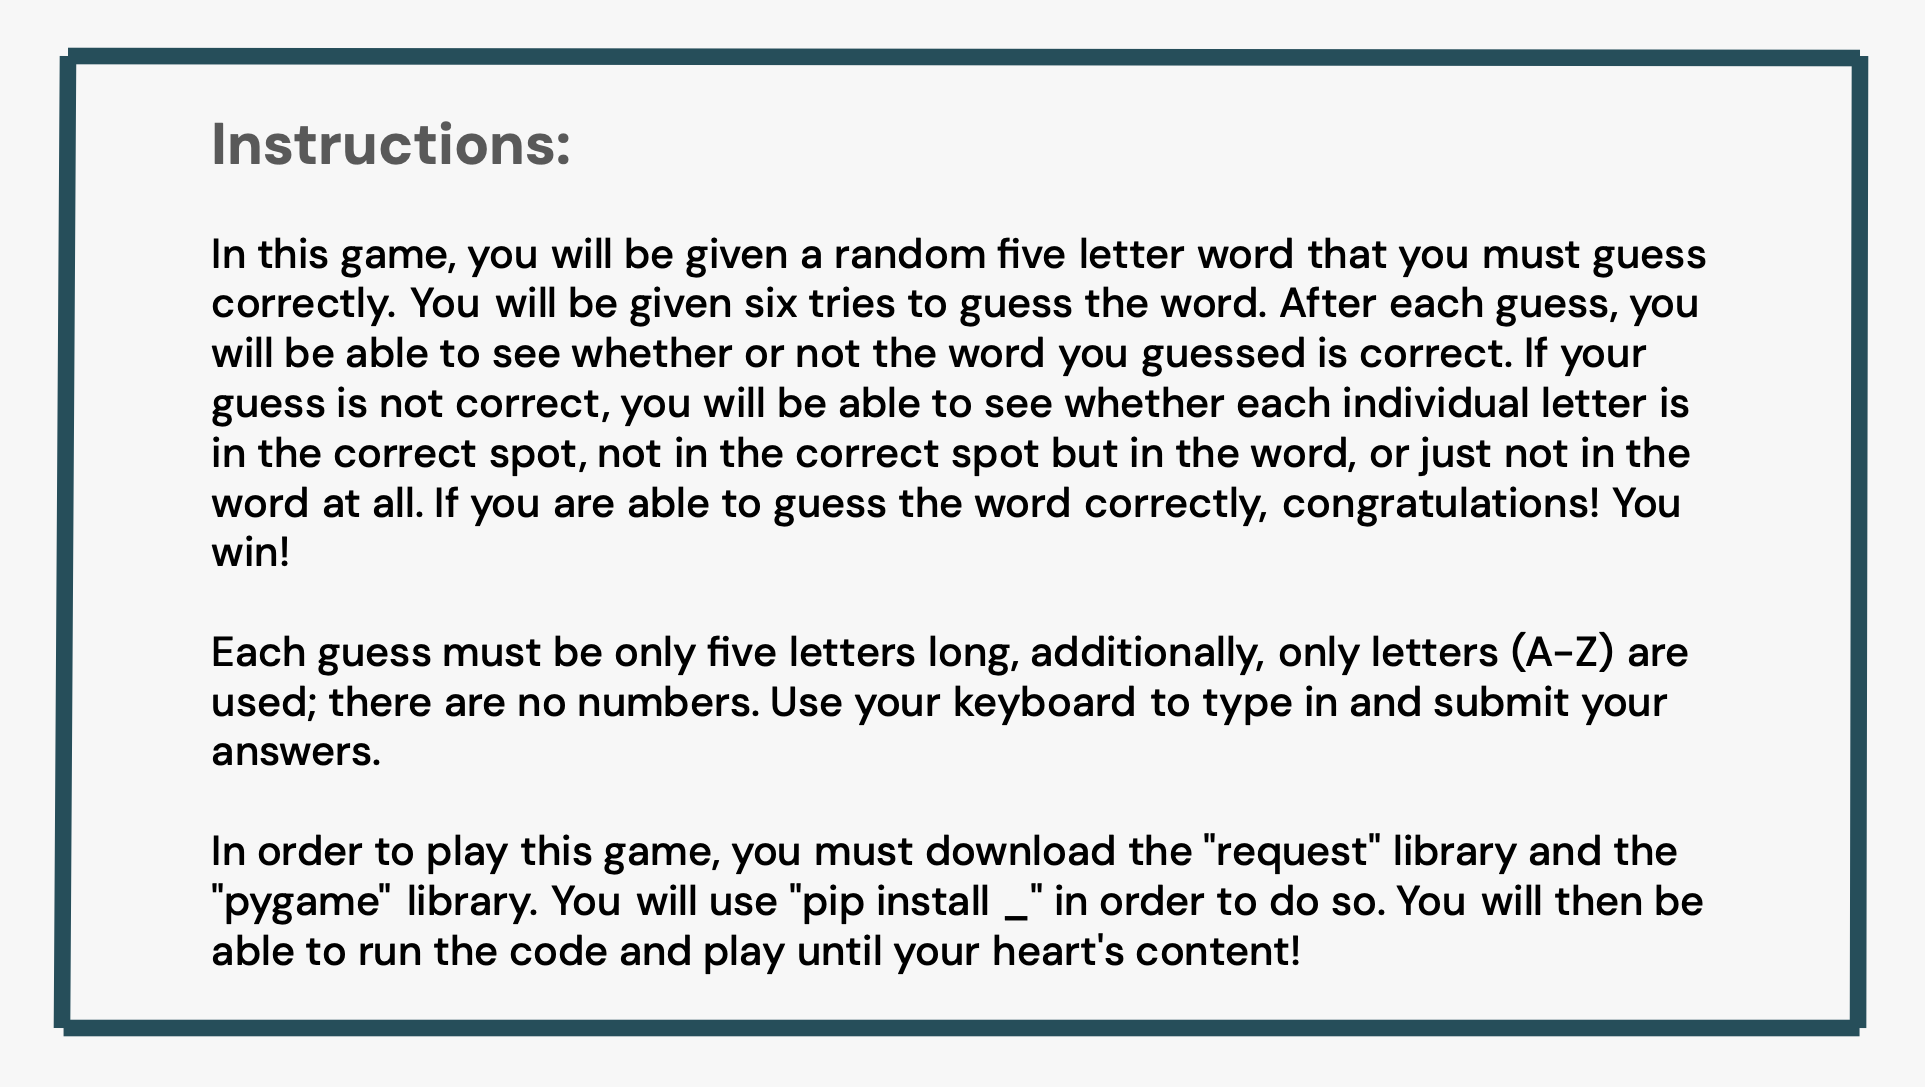 Instructions:
In this game, you will be given a random five letter word that you must guess
correctly. You will be given six tries to guess the word. After each guess, you
will be able to see whether or not the word you guessed is correct. If your
guess is not correct, you will be able to see whether each individual letter is
in the correct spot, not in the correct spot but in the word, or just not in the
word at all. If you are able to guess the word correctly, congratulations! You
win!
Each guess must be only five letters long, additionally, only letters (A-Z) are
used; there are no numbers. Use your keyboard to type in and submit your
answers.
In order to play this game, you must download the "request" library and the
"pygame" library. You will use "pip install _" in order to do so. You will then be
able to run the code and play until your heart's content!